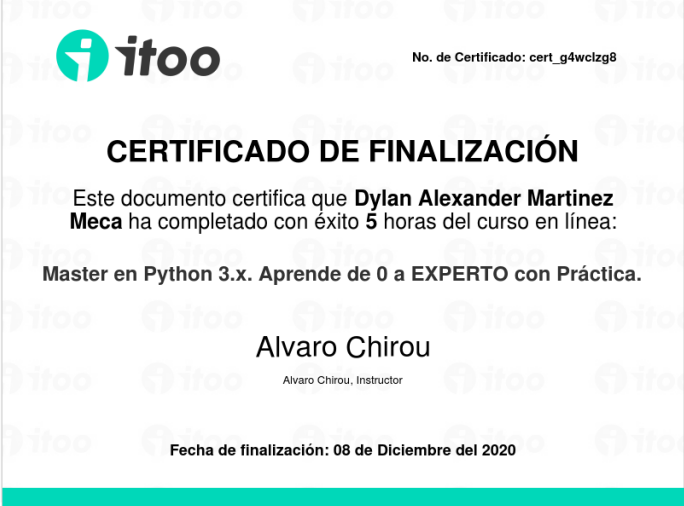 itoo
No. de Certificado: cert_g4wclzg8
CERTIFICADO DE FINALIZACIÓN
Este documento certifica que Dylan Alexander Martinez
Meca ha completado con éxito 5 horas del curso en línea:
Master en Python 3.x. Aprende de 0 a EXPERTO con Práctica.
Alvaro Chirou
Alvaro Chirou, Instructor
Fecha de finalización: 08 de Diciembre del 2020